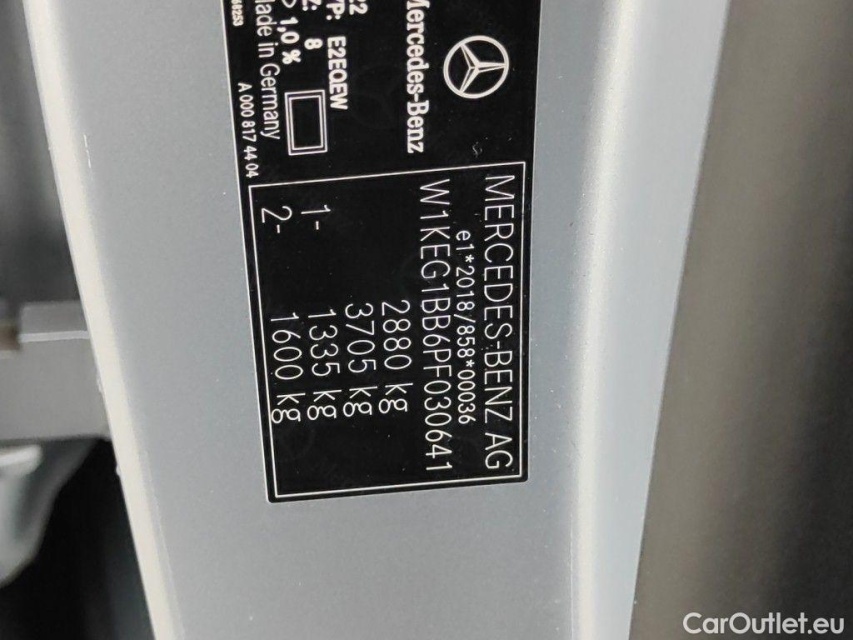 Mercedes-Benz
22
P: E2EQEW
Z: 8
1,0 %
Made in Germany
A 000 817 44 04
MERCEDES-BENZ AG
e1*2018/858*00036
W1KEG1BB6PF030641
2880 kg
3705 kg
1- 1335 kg
2- 1600 kg
CarOutlet.eu